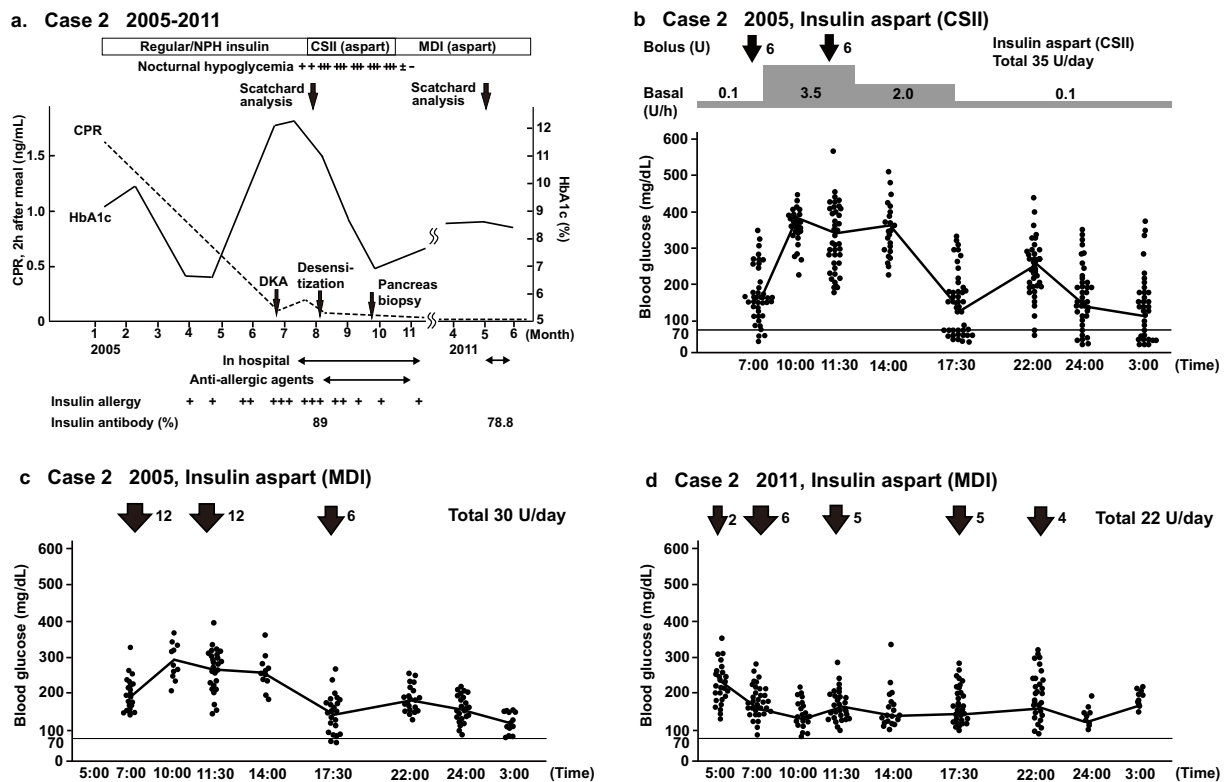 a. Case 2 2005-2011
Regular/NPH insulin CSII (aspart) MDI (aspart)
Nocturnal hypoglycemia + + +++ +++ +++ +++ +++ ± -
Scatchard analysis Scatchard analysis
CPR, 2h after meal (ng/mL)
1.5
1.0
0.5
0
CPR
HbA1c
DKA
Desensi-tization
Pancreas biopsy
HbA1c (%)
12
11
10
9
8
7
6
5
1 2 3 4 5 6 7 8 9 10 11 4 5 6 (Month)
2005 2011
In hospital
Anti-allergic agents
Insulin allergy + + ++ +++ +++ ++ + + +
Insulin antibody (%) 89 78.8
b Case 2 2005, Insulin aspart (CSII)
Bolus (U) 6 6
Insulin aspart (CSII)
Total 35 U/day
Basal (U/h) 0.1 3.5 2.0 0.1
Blood glucose (mg/dL)
600
500
400
300
200
100
70
0
7:00 10:00 11:30 14:00 17:30 22:00 24:00 3:00 (Time)
c Case 2 2005, Insulin aspart (MDI)
12 12 6 Total 30 U/day
Blood glucose (mg/dL)
600
500
400
300
200
100
70
0
5:00 7:00 10:00 11:30 14:00 17:30 22:00 24:00 3:00 (Time)
d Case 2 2011, Insulin aspart (MDI)
2 6 5 5 4 Total 22 U/day
Blood glucose (mg/dL)
600
500
400
300
200
100
70
0
5:00 7:00 10:00 11:30 14:00 17:30 22:00 24:00 3:00 (Time)